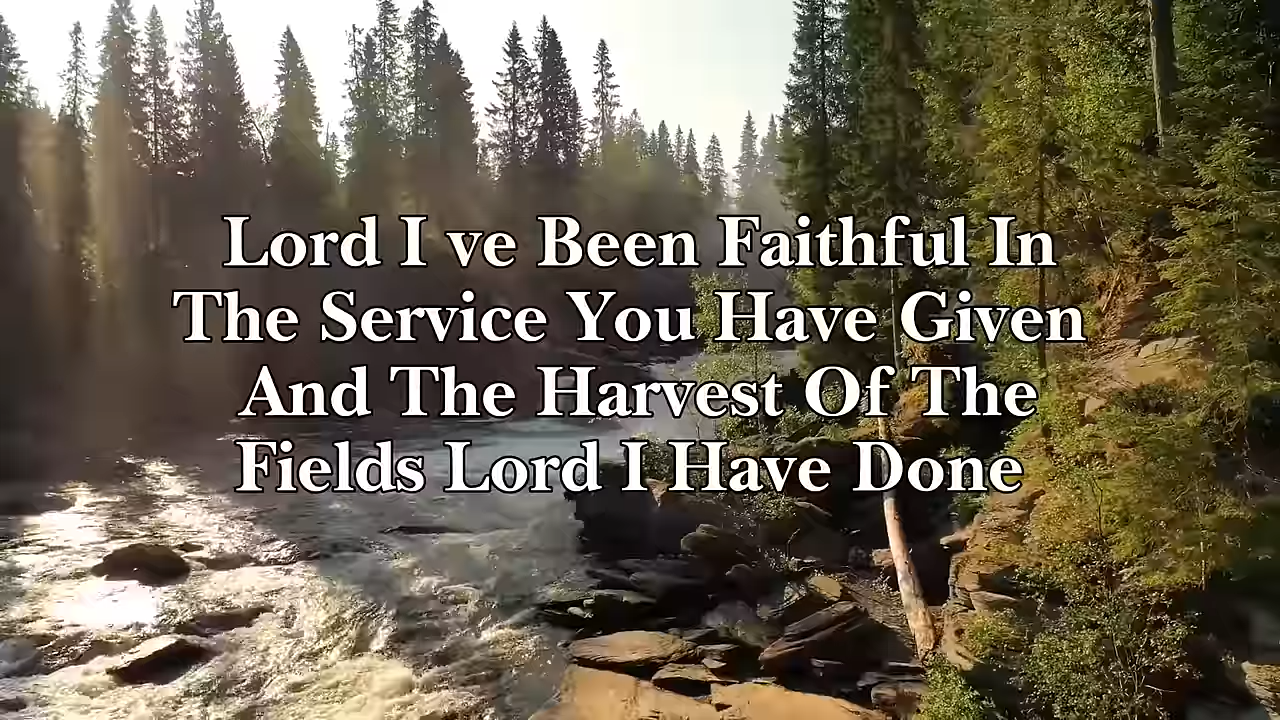 Lord I ve Been Faithful In
The Service You Have Given
And The Harvest Of The
Fields Lord I Have Done